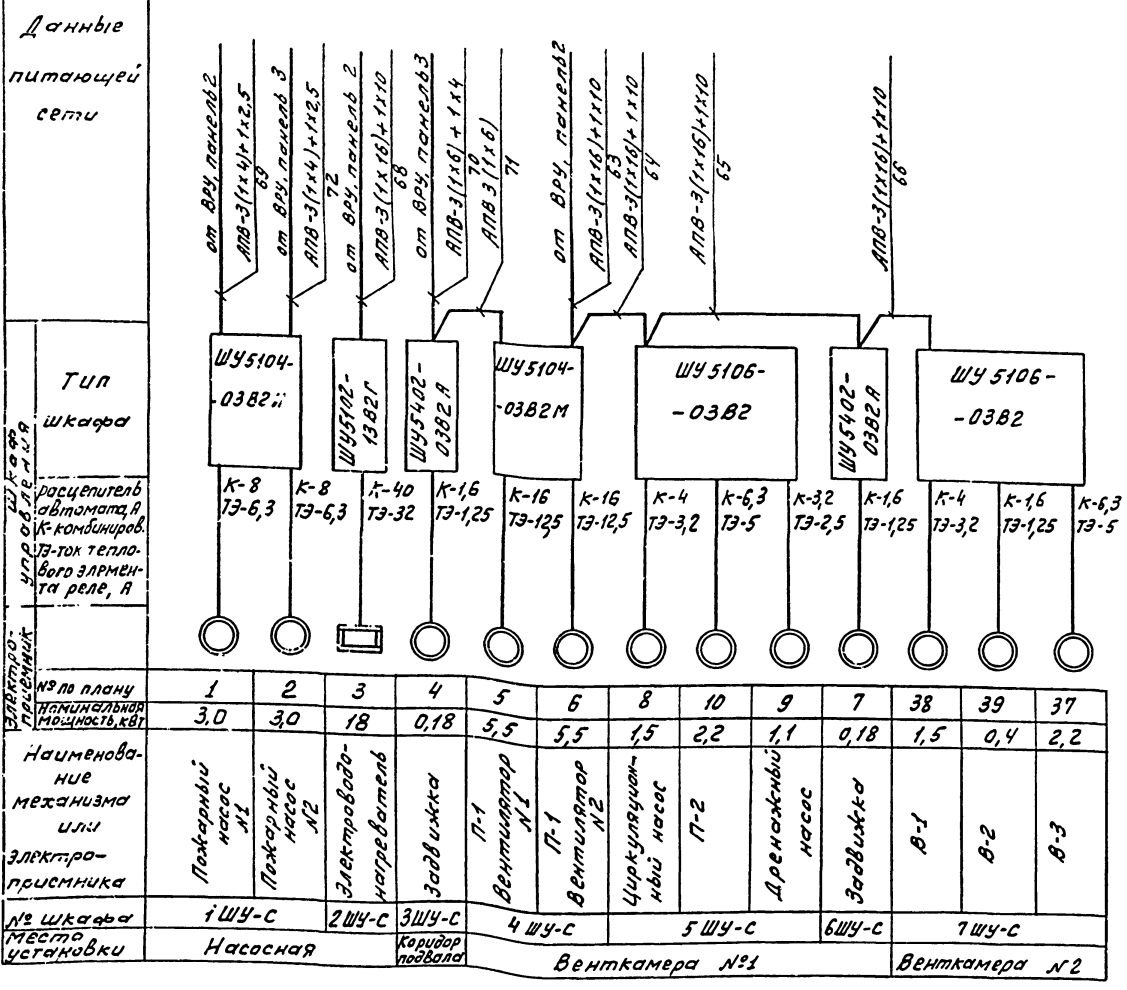 Данные
питающей
сети
от ВРУ, панель 2
АПВ-3(1х4)+1х2,5
69
от ВРУ, панель 3
АПВ-3(1х4)+1х2,5
72
от ВРУ, панель 2
АПВ-3(1х16)+1х10
68
от ВРУ, панель 3
АПВ-3(1х6)+1х4
70
АПВ 3(1х6)
71
от ВРУ, панель 2
АПВ-3(1х16)+1х10
63
АПВ-3(1х16)+1х10
64
АПВ-3(1х16)+1х10
65
АПВ-3(1х16)+1х10
66
Шкаф
управления
Тип
шкафа
ШУ5104-
-03В2
ШУ5102-
13В2Г
ШУ5402-
03В2А
ШУ5104-
-03В2М
ШУ5106-
-03В2
ШУ5402-
03В2А
ШУ5106-
-03В2
расцепитель
автомата, А
К-комбиниров.
ТЭ-ток тепло-
вого элемен-
та реле, А
К-8
ТЭ-6,3
К-8
ТЭ-6,3
К-40
ТЭ-32
К-1,6
ТЭ-1,25
К-16
ТЭ-12,5
К-16
ТЭ-12,5
К-4
ТЭ-3,2
К-6,3
ТЭ-5
К-3,2
ТЭ-2,5
К-1,6
ТЭ-1,25
К-4
ТЭ-3,2
К-1,6
ТЭ-1,25
К-6,3
ТЭ-5
Электро-
приемник
№ по плану
1 2 3 4 5 6 8 10 9 7 38 39 37
Номинальная
мощность, кВт
3,0 3,0 18 0,18 5,5 5,5 1,5 2,2 1,1 0,18 1,5 0,4 2,2
Наименова-
ние
механизма
или
электро-
приемника
Пожарный
насос
№1
Пожарный
насос
№2
Электроводо-
нагреватель
Задвижка
П-1
Вентилятор
№1
П-1
Вентилятор
№2
Циркуляцион-
ный насос
П-2
Дренажный
насос
Задвижка
В-1
В-2
В-3
№ шкафа
1ШУ-С 2ШУ-С 3ШУ-С 4ШУ-С 5ШУ-С 6ШУ-С 7ШУ-С
Место
установки
Насосная
Коридор
подвала
Венткамера №1
Венткамера №2